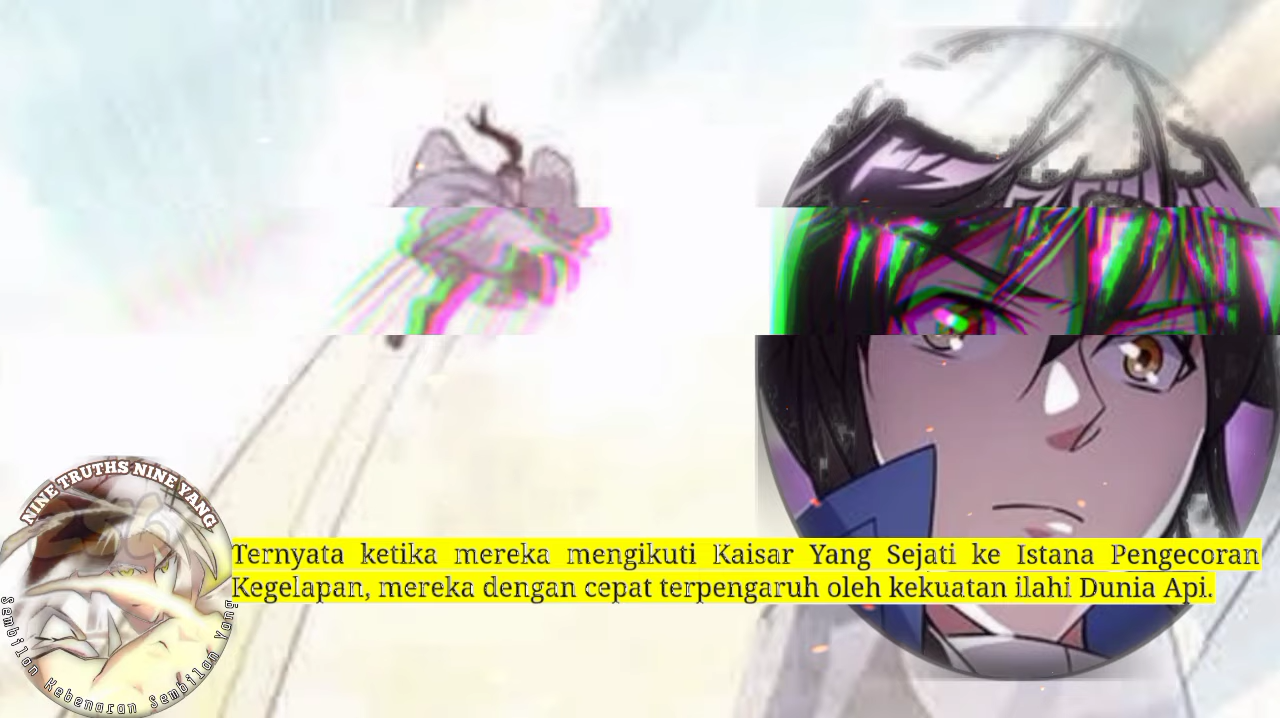 NINE TRUTHS NINE YANG
Ternyata ketika mereka mengikuti Kaisar Yang Sejati ke Istana Pengecoran
Kegelapan, mereka dengan cepat terpengaruh oleh kekuatan ilahi Dunia Api.
Sembilan Kebenaran Sembilan Yang